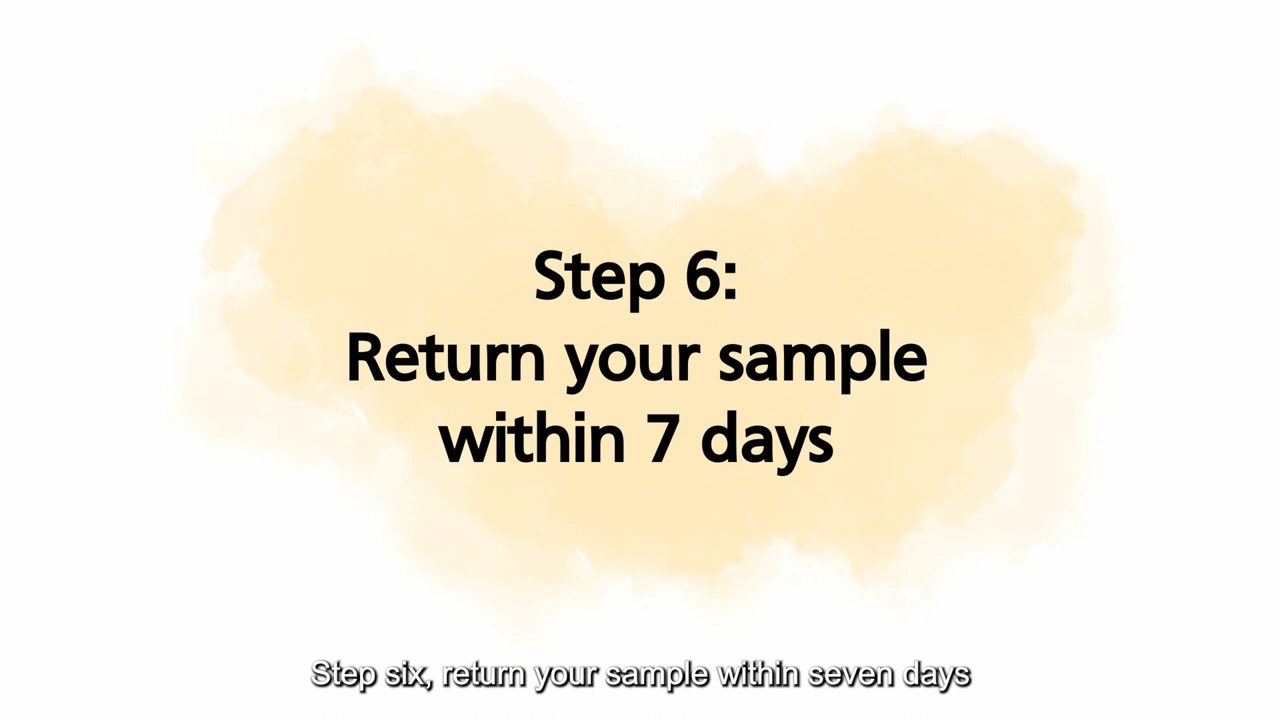 Step 6:
Return your sample
within 7 days
Step six, return your sample within seven days